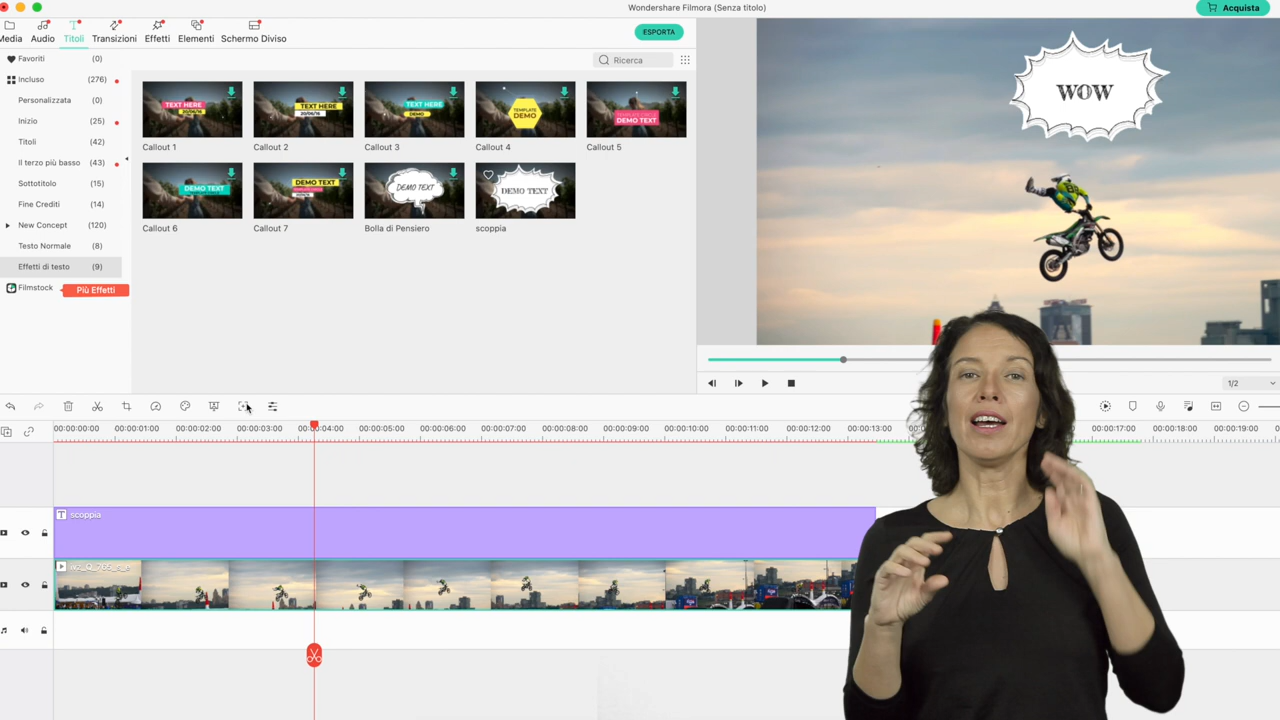 Wondershare Filmora (Senza titolo)
Acquista
Media
Audio
Titoli
Transizioni
Effetti
Elementi
Schermo Diviso
ESPORTA
Favoriti (0)
Incluso (276)
Personalizzata (0)
Inizio (25)
Titoli (42)
Il terzo più basso (43)
Sottotitolo (15)
Fine Crediti (14)
New Concept (120)
Testo Normale (8)
Effetti di testo (9)
Filmstock
Più Effetti
Ricerca
TEXT HERE
20/06/16
TEXT HERE
20/06/16
TEXT HERE
DEMO
TEMPLATE
DEMO
DEMO TEXT
Callout 1
Callout 2
Callout 3
Callout 4
Callout 5
DEMO TEXT
DEMO TEXT
DEMO TEXT
DEMO TEXT
Callout 6
Callout 7
Bolla di Pensiero
scoppia
WOW
1/2
00:00:00:00
00:00:01:00
00:00:02:00
00:00:03:00
00:00:04:00
00:00:05:00
00:00:06:00
00:00:07:00
00:00:08:00
00:00:09:00
00:00:10:00
00:00:11:00
00:00:12:00
00:00:13:00
00:00:17:00
00:00:18:00
00:00:19:00
scoppia